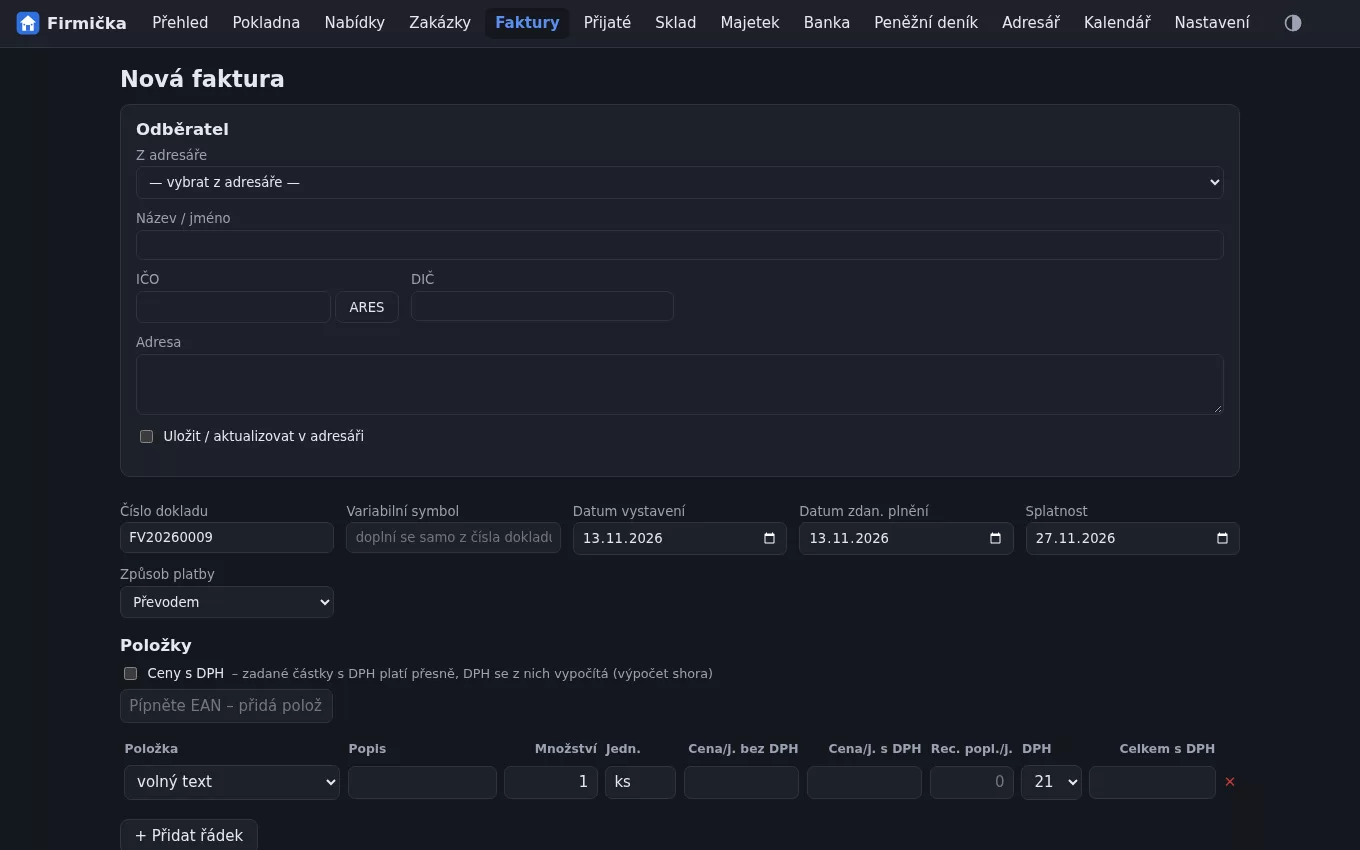 Firmička Přehled Pokladna Nabídky Zakázky Faktury Přijaté Sklad Majetek Banka Peněžní deník Adresář Kalendář Nastavení
Nová faktura
Odběratel
Z adresáře
— vybrat z adresáře —
Název / jméno
IČO DIČ
ARES
Adresa
Uložit / aktualizovat v adresáři
Číslo dokladu Variabilní symbol Datum vystavení Datum zdan. plnění Splatnost
FV20260009 doplní se samo z čísla dokladu 13.11.2026 13.11.2026 27.11.2026
Způsob platby
Převodem
Položky
Ceny s DPH – zadané částky s DPH platí přesně, DPH se z nich vypočítá (výpočet shora)
Pípněte EAN – přidá polož
Položka Popis Množství Jedn. Cena/j. bez DPH Cena/j. s DPH Rec. popl./j. DPH Celkem s DPH
volný text 1 ks 0 21 ✕
+ Přidat řádek